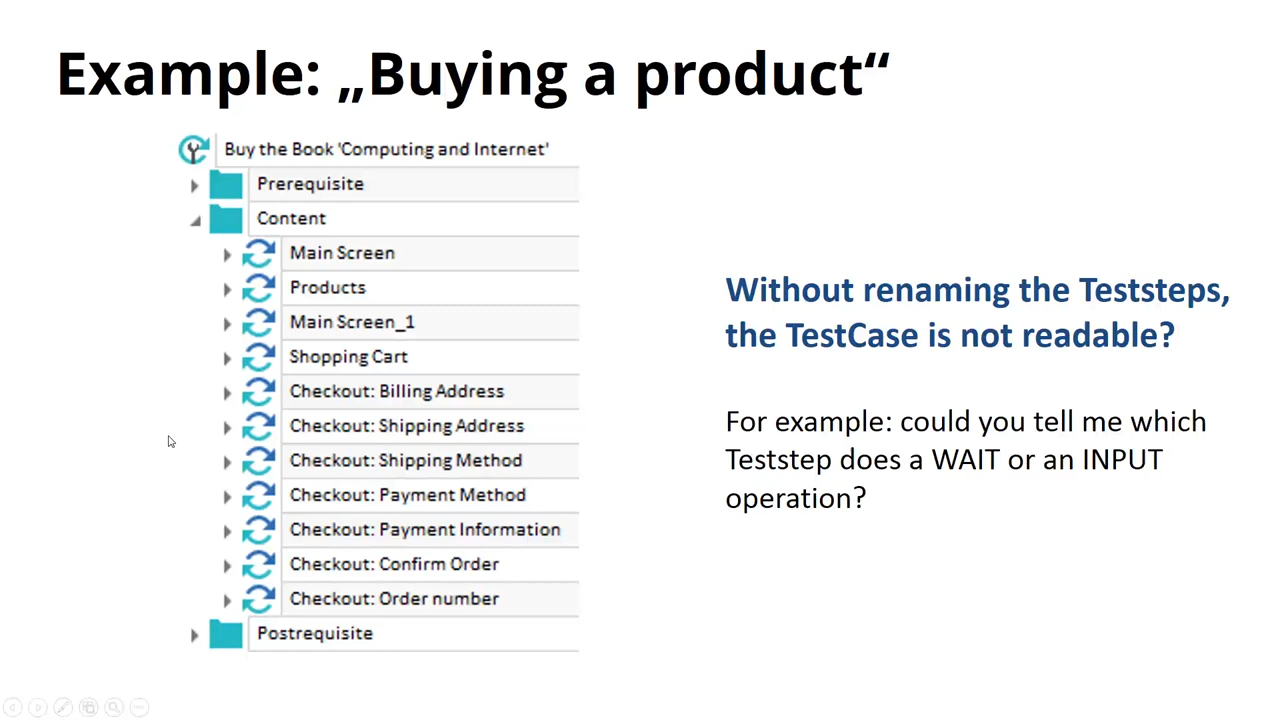 Example: „Buying a product“
Buy the Book 'Computing and Internet'
Prerequisite
Content
Main Screen
Products
Main Screen_1
Shopping Cart
Checkout: Billing Address
Checkout: Shipping Address
Checkout: Shipping Method
Checkout: Payment Method
Checkout: Payment Information
Checkout: Confirm Order
Checkout: Order number
Postrequisite
Without renaming the Teststeps,
the TestCase is not readable?
For example: could you tell me which
Teststep does a WAIT or an INPUT
operation?